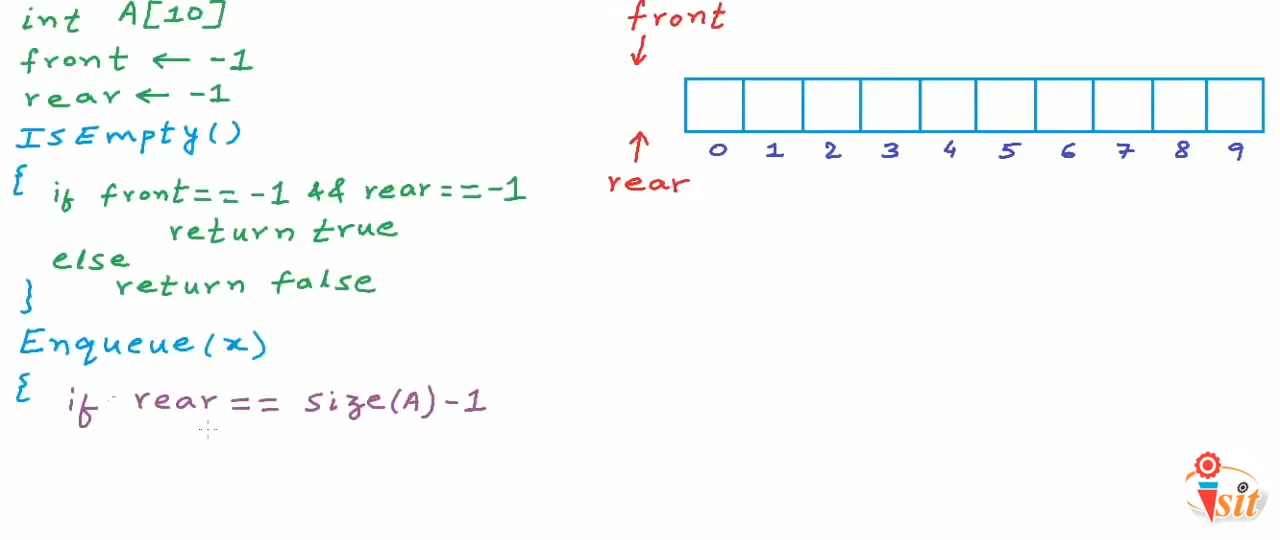 int A[10]
front ← -1
rear ← -1
IsEmpty()
{
if front == -1 && rear == -1
return true
else
return false
}
Enqueue(x)
{
if rear == size(A)-1
front
↓
0 1 2 3 4 5 6 7 8 9
↑
rear
sit